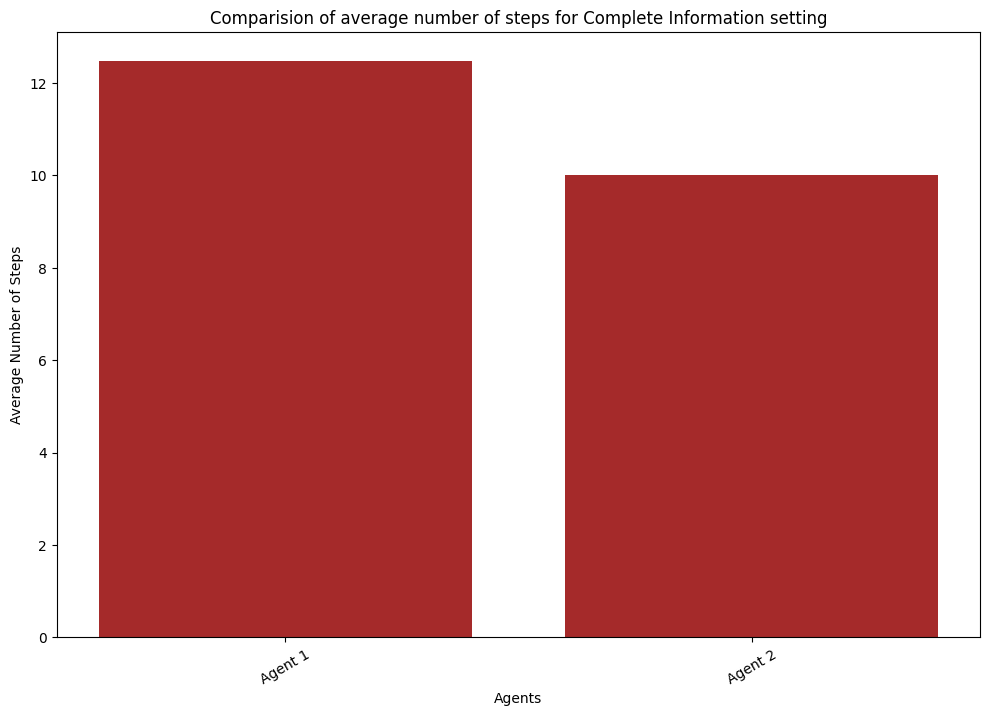 Comparision of average number of steps for Complete Information setting
Average Number of Steps
12
10
8
6
4
2
0
Agent 1
Agent 2
Agents